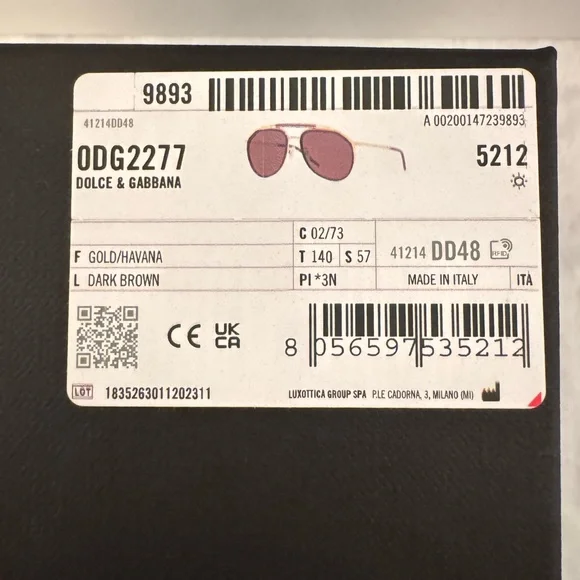 9893
41214DD48
A 00200147239893
ODG2277
5212
DOLCE & GABBANA
C 02/73
F GOLD/HAVANA
T 140 S 57
41214 DD48 RFID
L DARK BROWN
PI *3N
MADE IN ITALY
ITA
CE UK CA
8 056597 535212
LOT 1835263011202311
LUXOTTICA GROUP SPA P.LE CADORNA, 3, MILANO (MI)